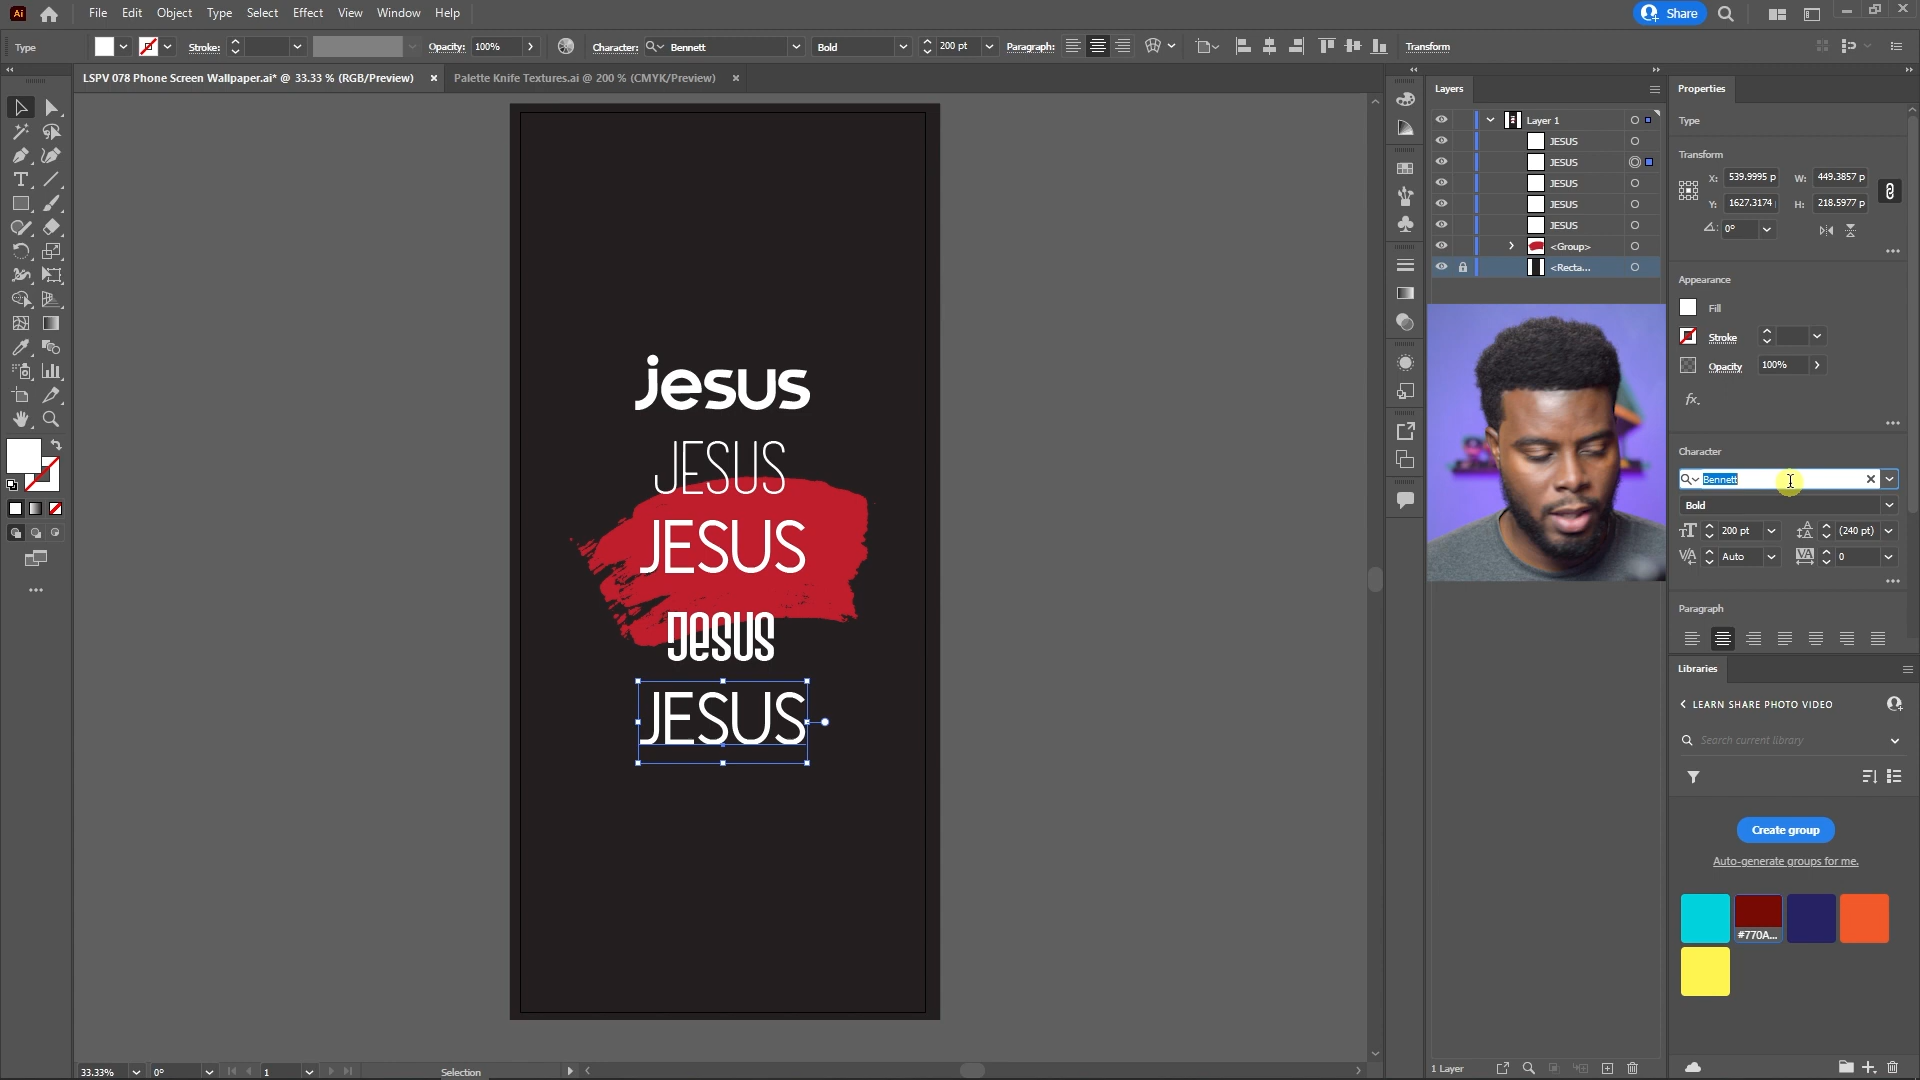 Ai File Edit Object Type Select Effect View Window Help Share
Type Stroke: Opacity: 100% Character: Bennett Bold 200 pt Paragraph: Transform
LSPV 078 Phone Screen Wallpaper.ai* @ 33.33 % (RGB/Preview) Palette Knife Textures.ai @ 200 % (CMYK/Preview)
Layers
Layer 1
JESUS
JESUS
JESUS
JESUS
JESUS
<Group>
<Recta...
Properties
Type
Transform
X: 539.9995 p W: 449.3857 p
Y: 1627.3174 H: 218.5977 p
0°
Appearance
Fill
Stroke
Opacity 100%
fx.
Character
Bennett
Bold
200 pt (240 pt)
Auto 0
Paragraph
Libraries
LEARN SHARE PHOTO VIDEO
Search current library
Create group
Auto-generate groups for me.
#770A...
jesus
JESUS
JESUS
Jesus
JESUS
33.33% 0° 1 Selection
1 Layer